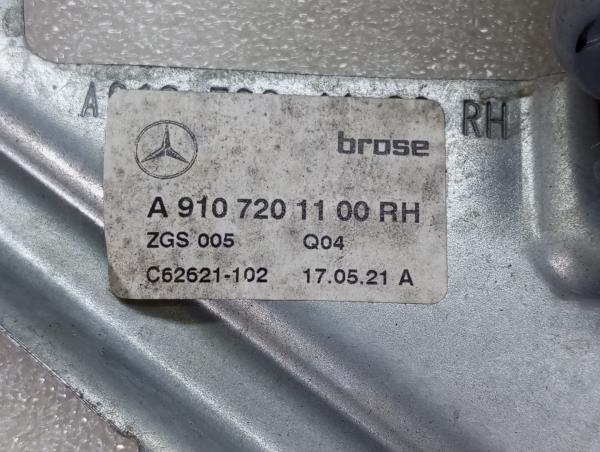 RH
brose
A 910 720 11 00 RH
ZGS 005 Q04
C62621-102 17.05.21 A